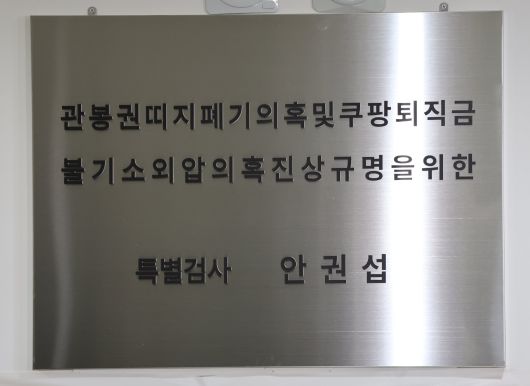 관봉권띠지폐기의혹및쿠팡퇴직금
불기소외압의혹진상규명을위한
특별검사 안권섭